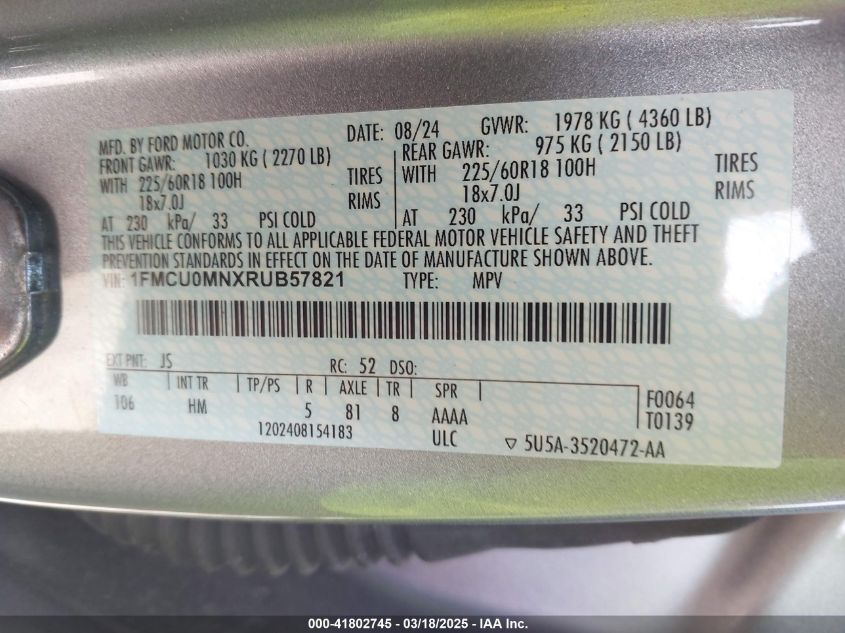 MFD. BY FORD MOTOR CO. DATE: 08/24 GVWR: 1978 KG ( 4360 LB)
FRONT GAWR: 1030 KG ( 2270 LB) REAR GAWR: 975 KG ( 2150 LB)
WITH 225/60R18 100H TIRES WITH 225/60R18 100H TIRES
18x7.0J RIMS 18x7.0J RIMS
AT 230 kPa/ 33 PSI COLD AT 230 kPa/ 33 PSI COLD
THIS VEHICLE CONFORMS TO ALL APPLICABLE FEDERAL MOTOR VEHICLE SAFETY AND THEFT
PREVENTION STANDARDS IN EFFECT ON THE DATE OF MANUFACTURE SHOWN ABOVE.
VIN: 1FMCU0MNXRUB57821 TYPE: MPV
EXT PNT: JS RC: 52 DSO:
WB INT TR TP/PS R AXLE TR SPR F0064
106 HM 5 81 8 AAAA T0139
1202408154183 ULC ▽ 5U5A-3520472-AA
000-41802745 - 03/18/2025 - IAA Inc.